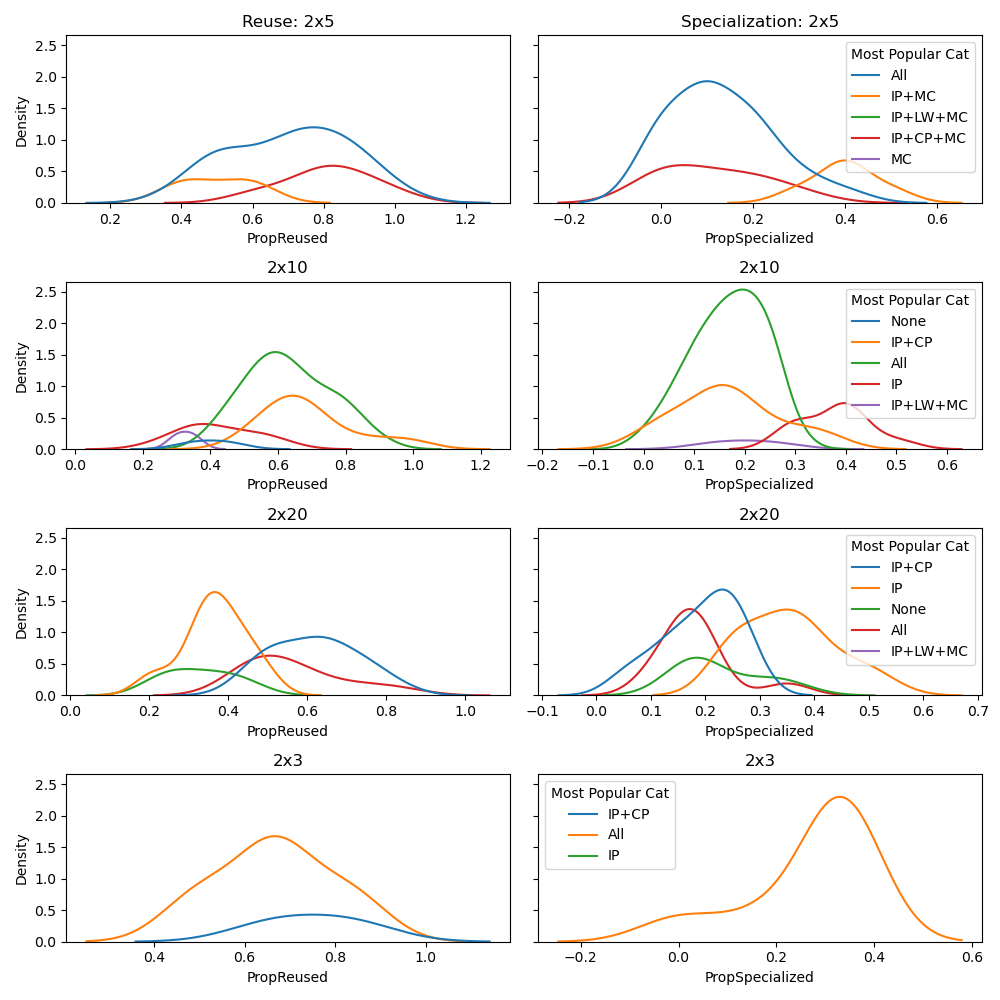 Reuse: 2x5
2.5
2.0
1.5
1.0
0.5
0.0
Density
0.2 0.4 0.6 0.8 1.0 1.2
PropReused
Specialization: 2x5
Most Popular Cat
All
IP+MC
IP+LW+MC
IP+CP+MC
MC
−0.2 0.0 0.2 0.4 0.6
PropSpecialized
2x10
2.5
2.0
1.5
1.0
0.5
0.0
Density
0.0 0.2 0.4 0.6 0.8 1.0 1.2
PropReused
2x10
Most Popular Cat
None
IP+CP
All
IP
IP+LW+MC
−0.2 −0.1 0.0 0.1 0.2 0.3 0.4 0.5 0.6
PropSpecialized
2x20
2.5
2.0
1.5
1.0
0.5
0.0
Density
0.0 0.2 0.4 0.6 0.8 1.0
PropReused
2x20
Most Popular Cat
IP+CP
IP
None
All
IP+LW+MC
−0.1 0.0 0.1 0.2 0.3 0.4 0.5 0.6 0.7
PropSpecialized
2x3
2.5
2.0
1.5
1.0
0.5
0.0
Density
0.4 0.6 0.8 1.0
PropReused
2x3
Most Popular Cat
IP+CP
All
IP
−0.2 0.0 0.2 0.4 0.6
PropSpecialized